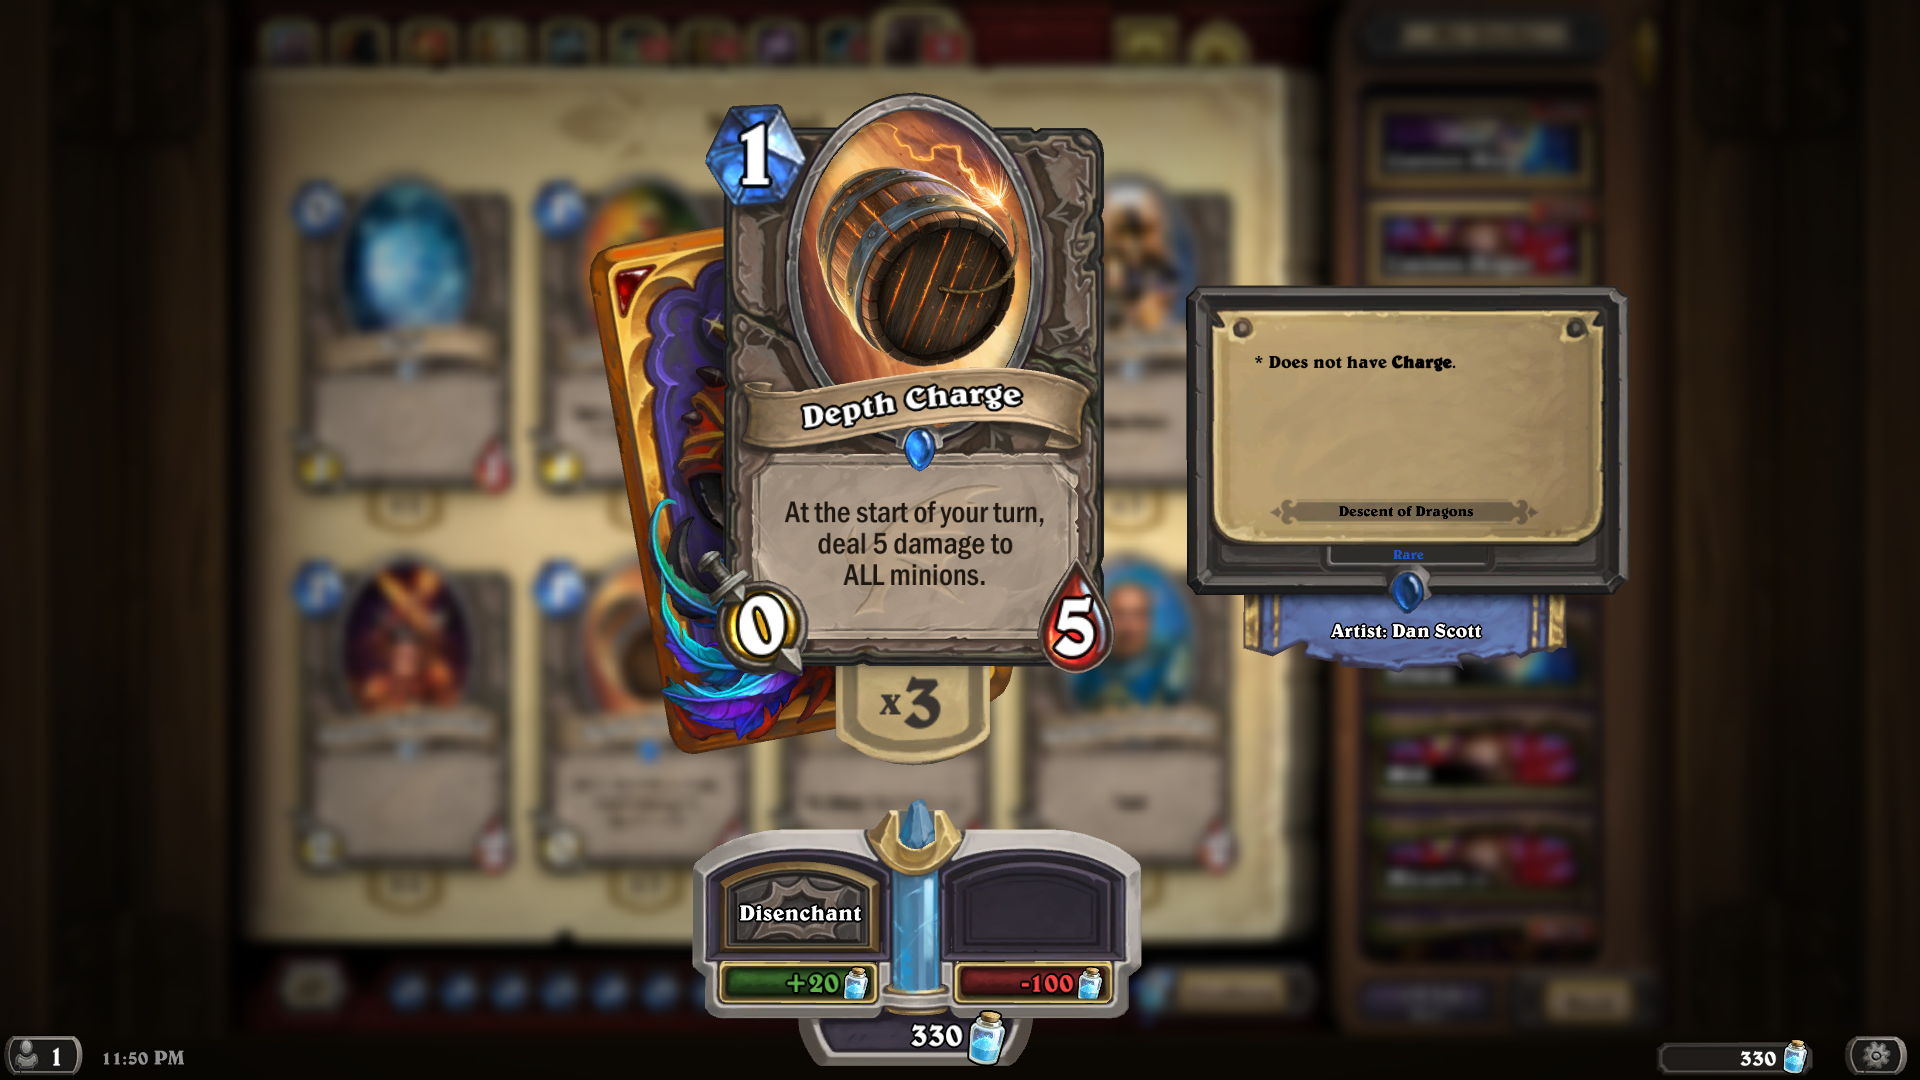 1
Depth Charge
At the start of your turn,
deal 5 damage to
ALL minions.
0
5
x3
* Does not have Charge.
Descent of Dragons
Rare
Artist: Dan Scott
Disenchant
+20
-100
330
1
11:50 PM
330